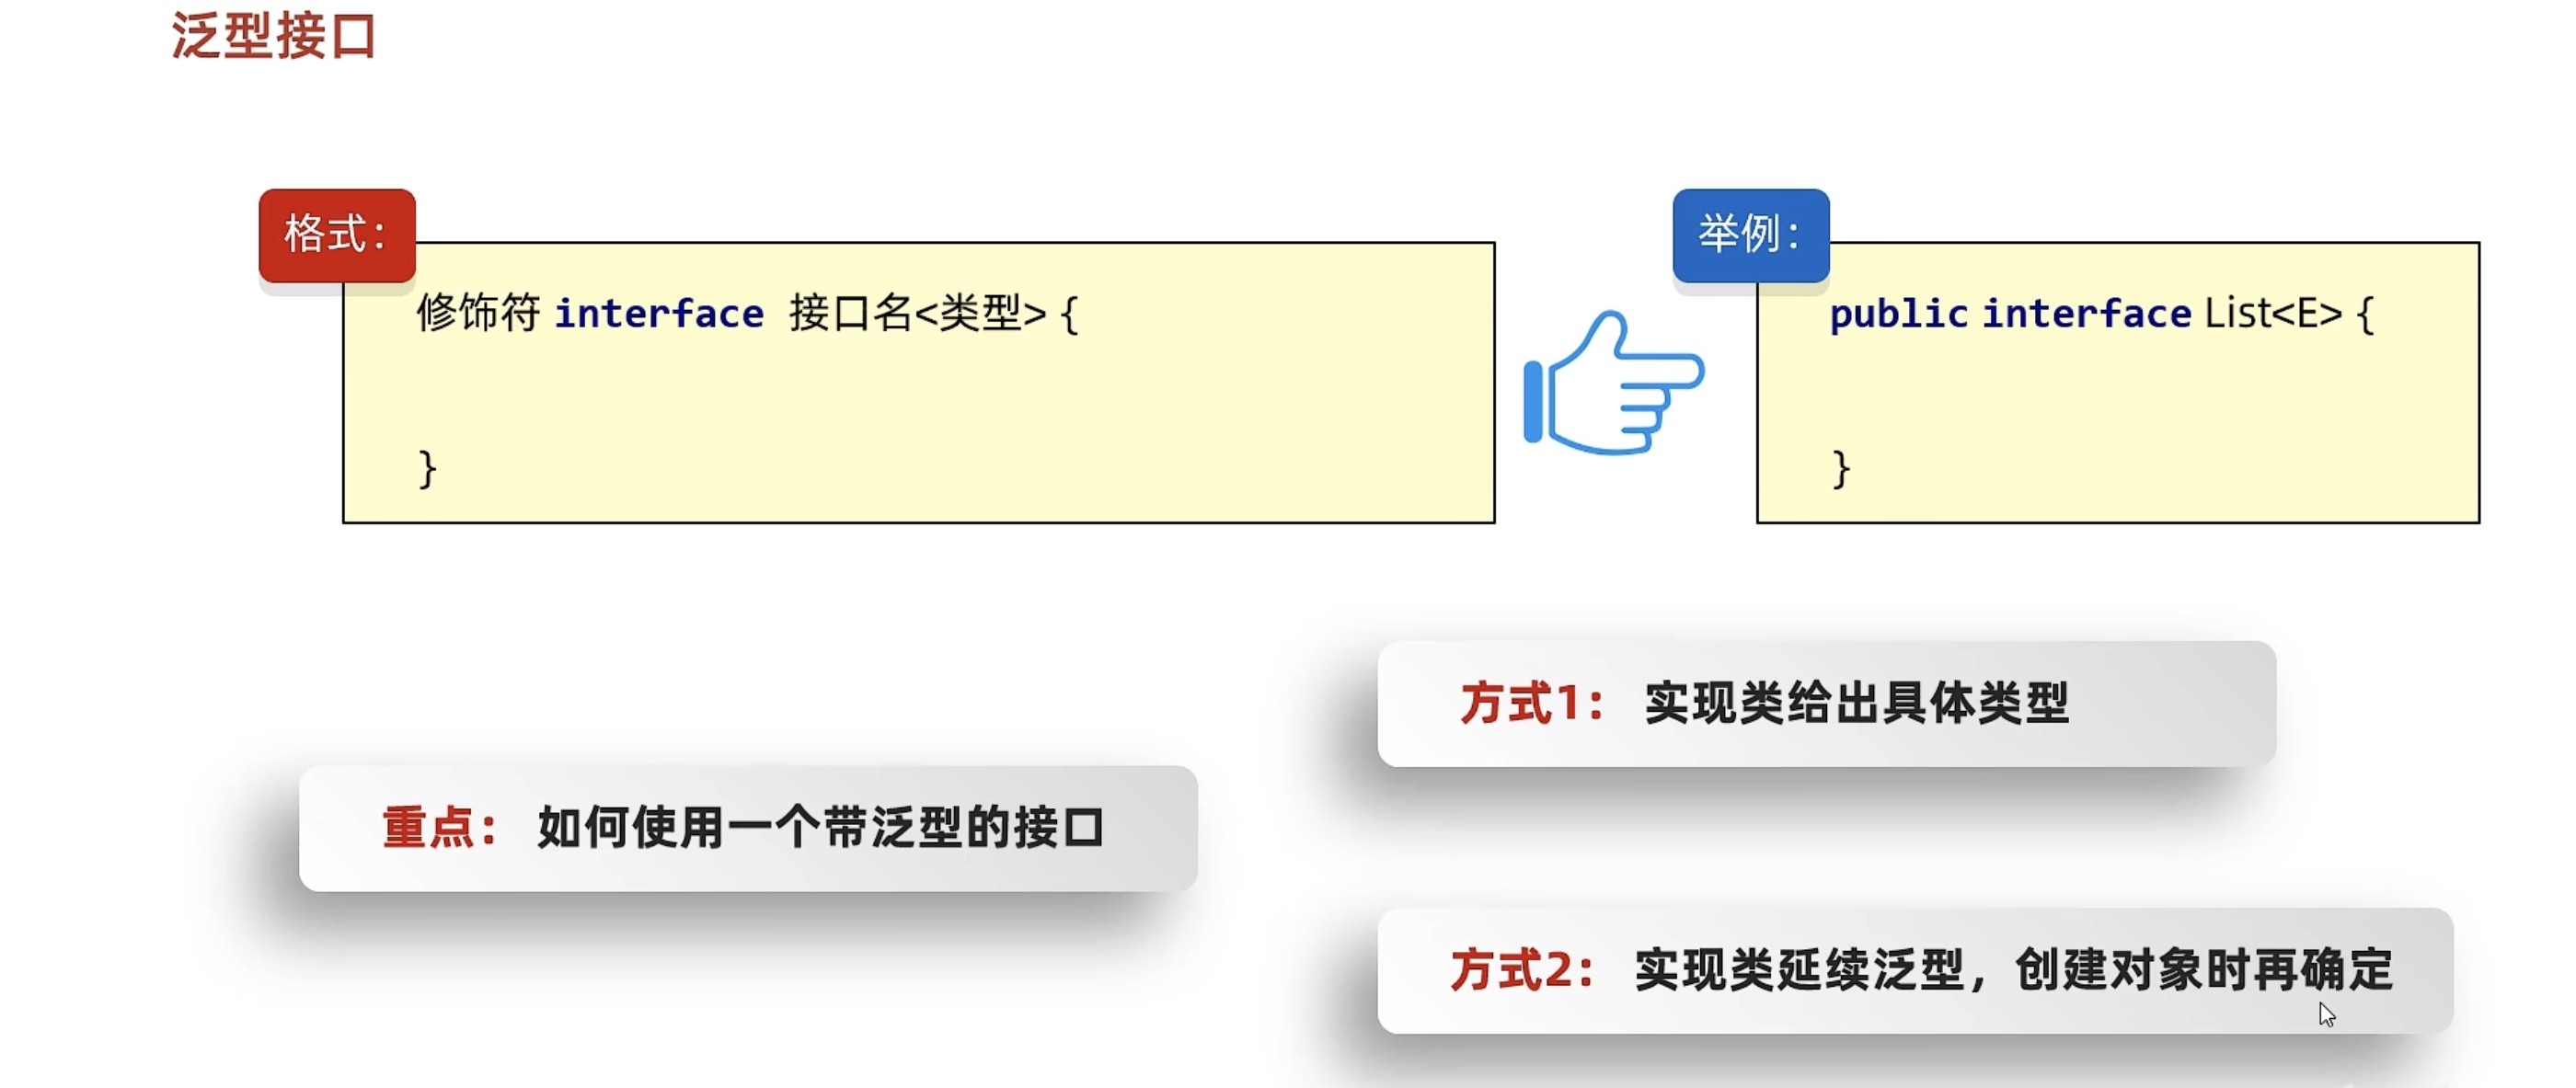 泛型接口
格式：
修饰符 interface 接口名<类型> {
}
举例：
public interface List<E> {
}
重点： 如何使用一个带泛型的接口
方式1： 实现类给出具体类型
方式2： 实现类延续泛型，创建对象时再确定